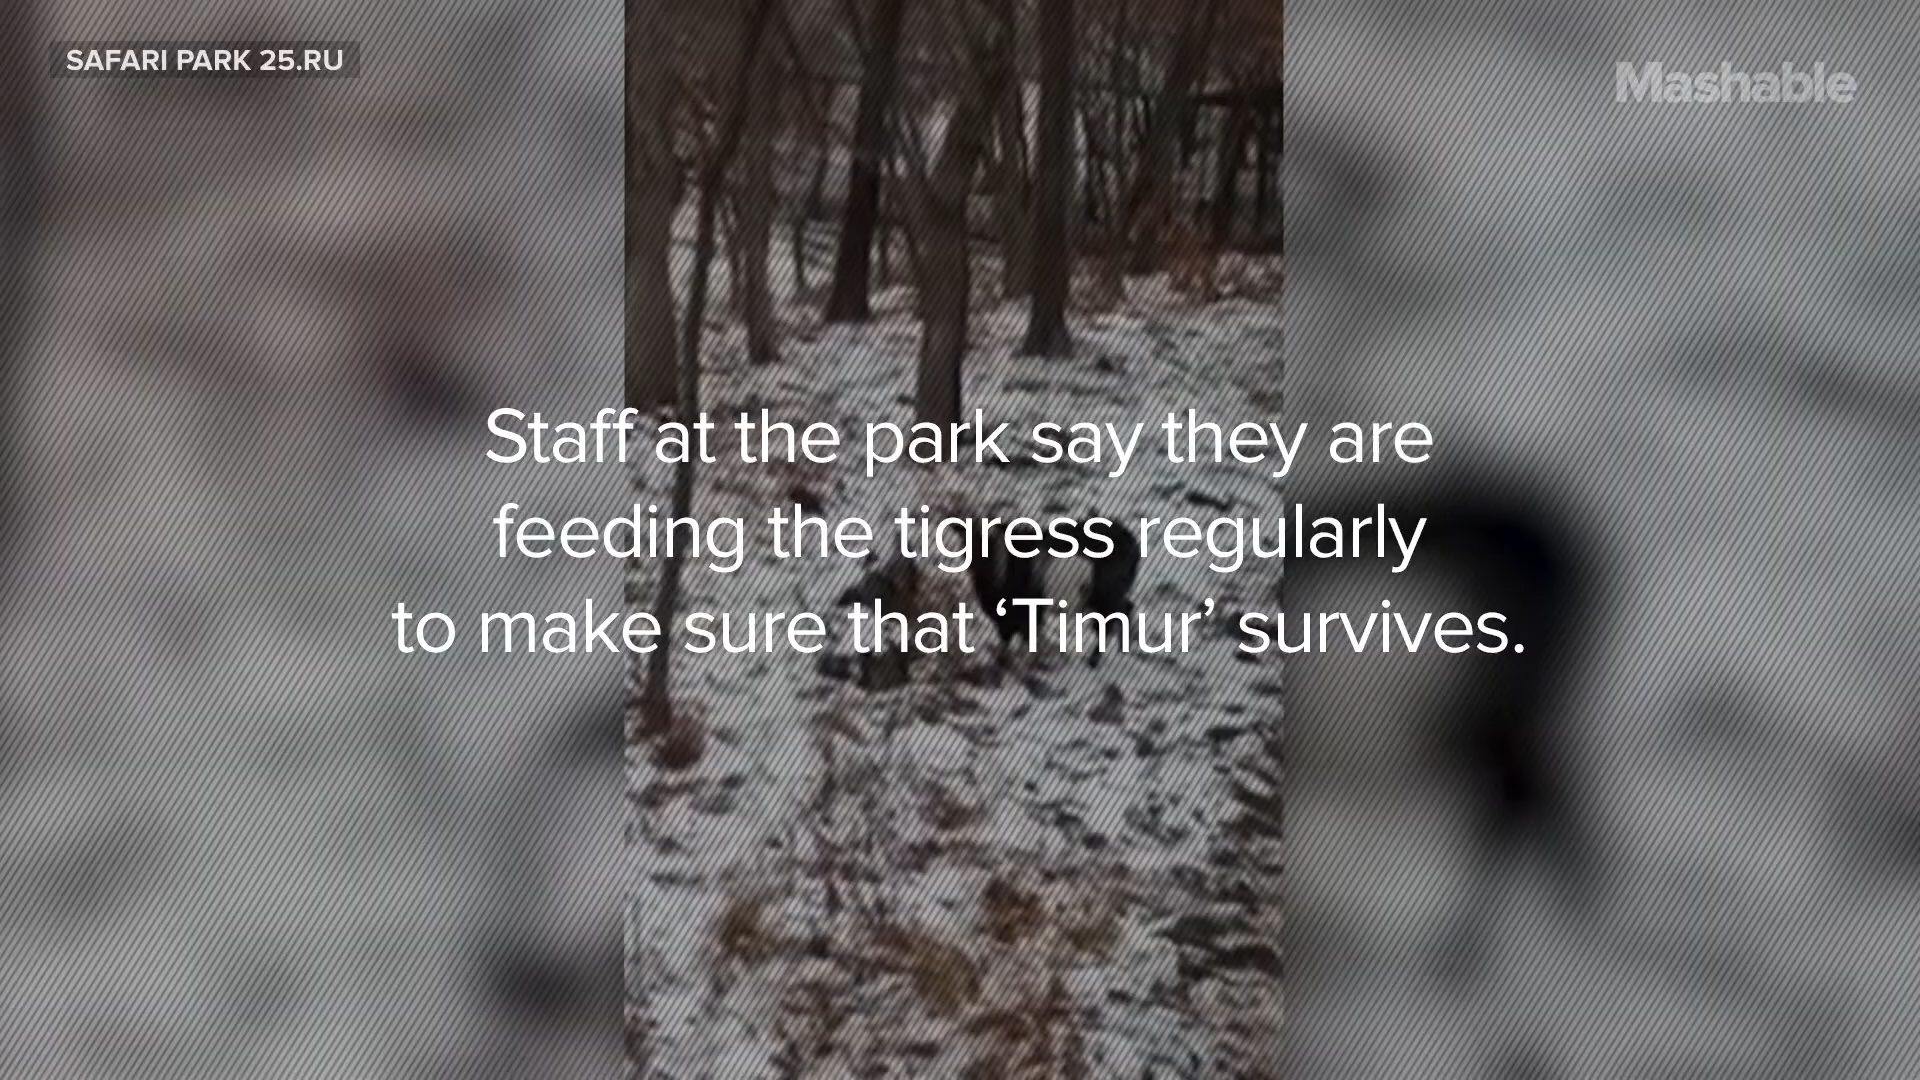 SAFARI PARK 25.RU
Mashable
Staff at the park say they are
feeding the tigress regularly
to make sure that ‘Timur’ survives.